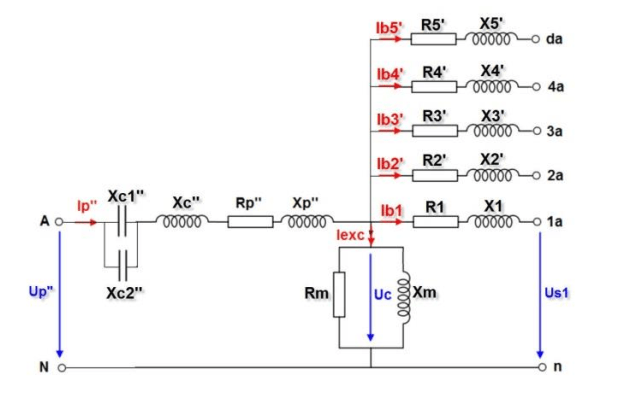 Ib5' R5' X5' da
Ib4' R4' X4' 4a
Ib3' R3' X3' 3a
Ib2' R2' X2' 2a
A Ip" Xc1" Xc" Rp" Xp" Ib1 R1 X1 1a
Iexc
Up" Xc2" Rm Uc Xm Us1
N n